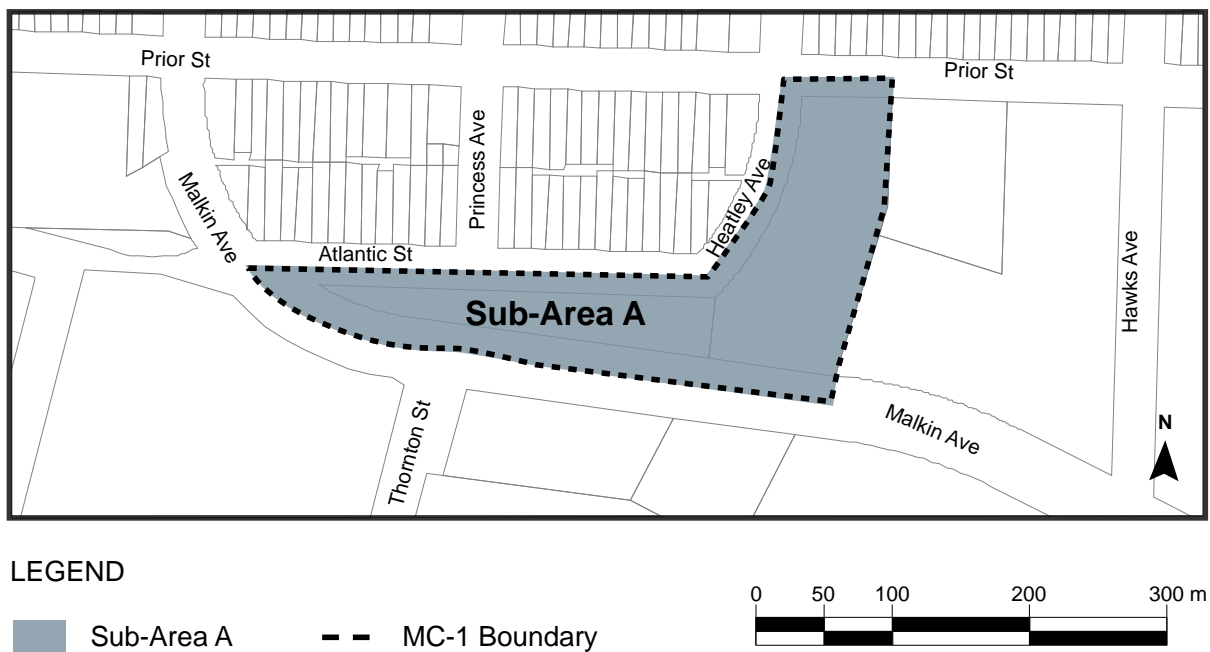 Prior St
Prior St
Princess Ave
Malkin Ave
Heatley Ave
Atlantic St
Hawks Ave
Sub-Area A
Malkin Ave
Thornton St
N
LEGEND
Sub-Area A
MC-1 Boundary
0 50 100 200 300 m